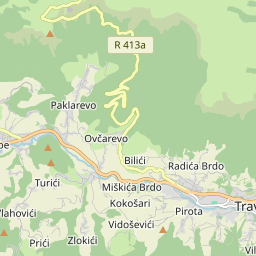 R 413a
Paklarevo
Ovčarevo
Bilići
Radića Brdo
Turići
Miškića Brdo
Kokošari
Pirota
Vidoševići
Prići
Zlokići